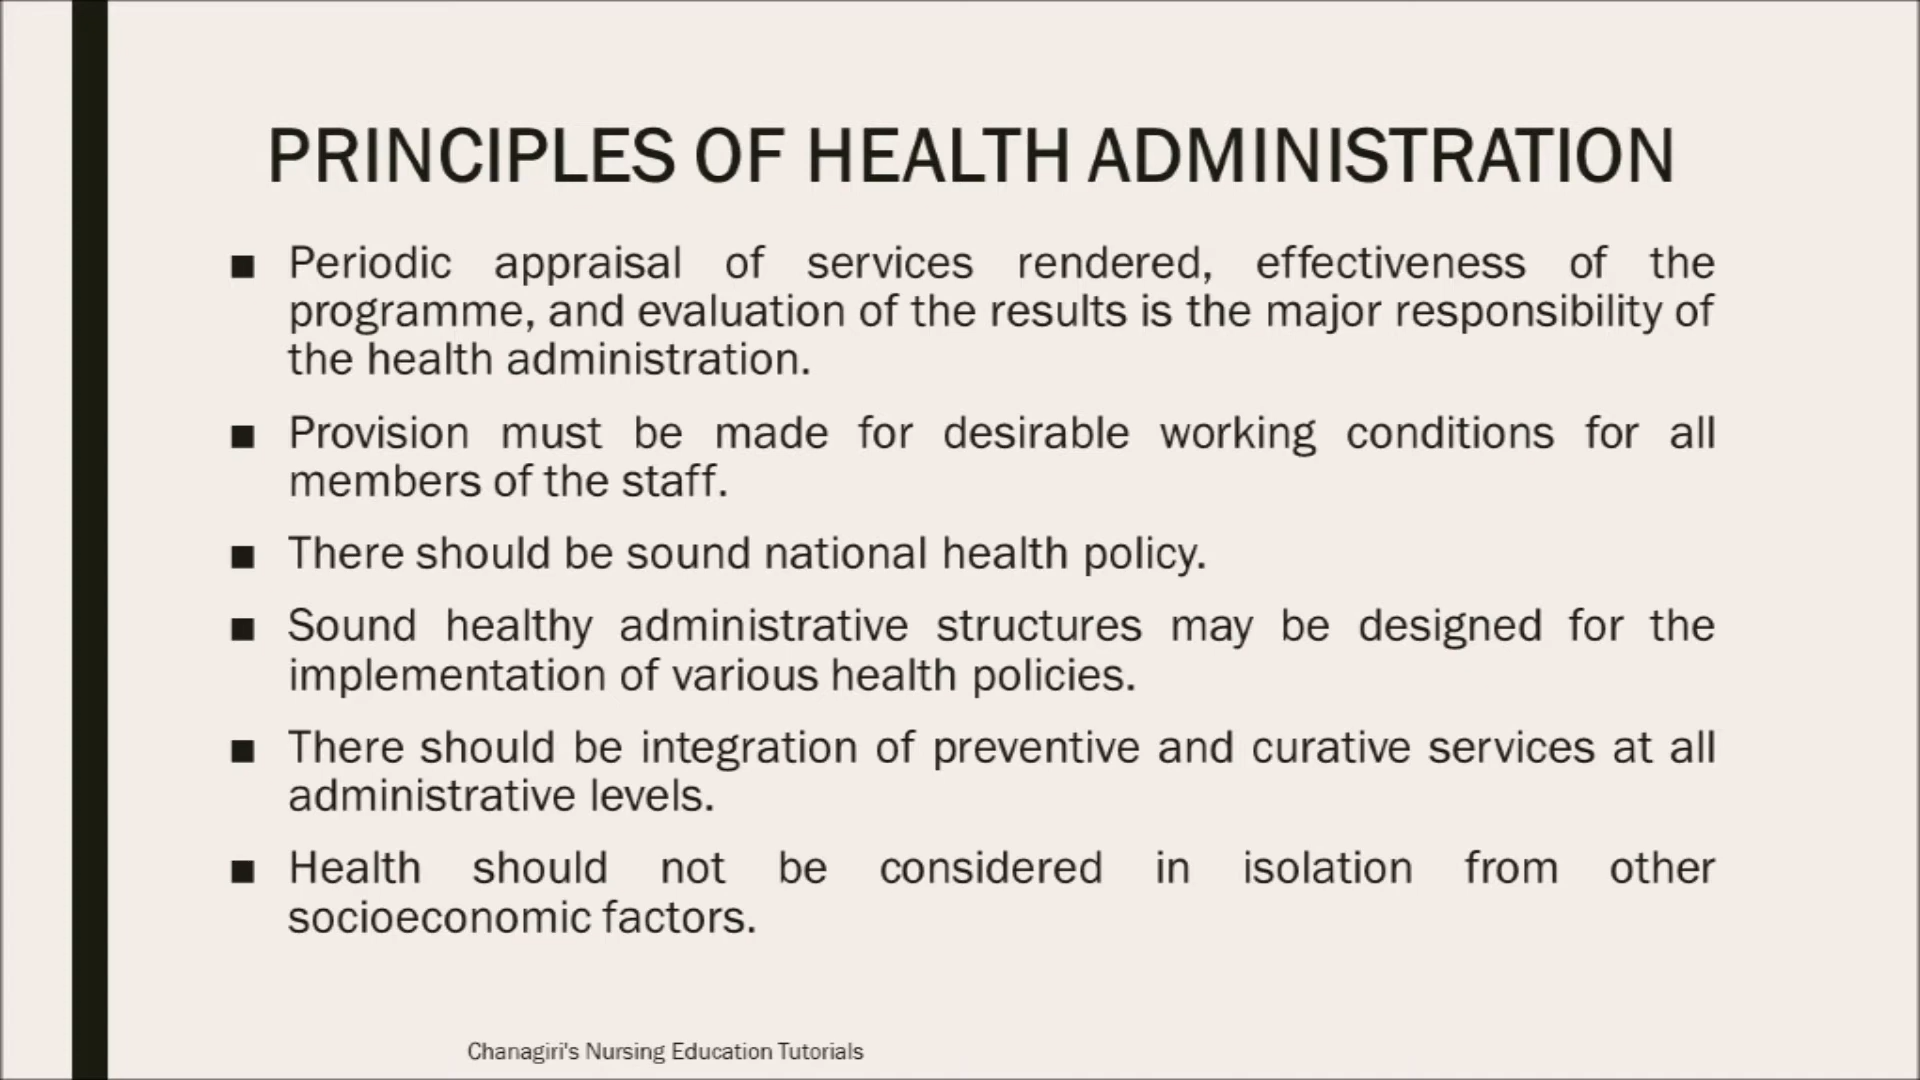 PRINCIPLES OF HEALTH ADMINISTRATION
■ Periodic appraisal of services rendered, effectiveness of the
programme, and evaluation of the results is the major responsibility of
the health administration.
■ Provision must be made for desirable working conditions for all
members of the staff.
■ There should be sound national health policy.
■ Sound healthy administrative structures may be designed for the
implementation of various health policies.
■ There should be integration of preventive and curative services at all
administrative levels.
■ Health should not be considered in isolation from other
socioeconomic factors.
Chanagiri's Nursing Education Tutorials